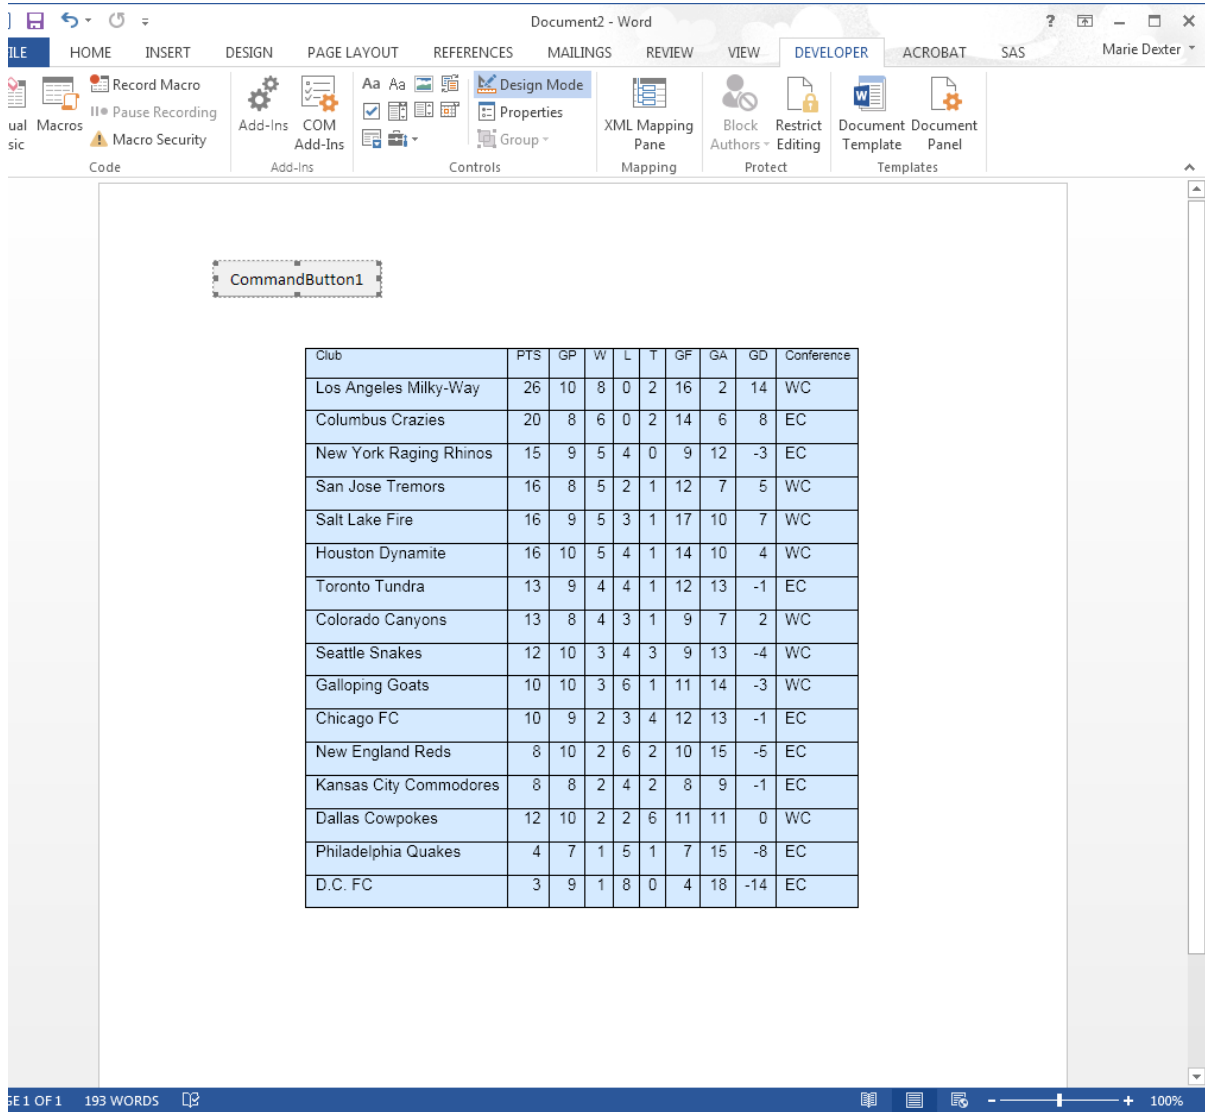 Document2 - Word ?
ILE HOME INSERT DESIGN PAGE LAYOUT REFERENCES MAILINGS REVIEW VIEW DEVELOPER ACROBAT SAS Marie Dexter
Record Macro Aa Aa Design Mode
II Pause Recording Properties
ual Macros Add-Ins COM XML Mapping Block Restrict Document Document
sic Macro Security Add-Ins Group Pane Authors Editing Template Panel
Code Add-Ins Controls Mapping Protect Templates
CommandButton1
Club PTS GP W L T GF GA GD Conference
Los Angeles Milky-Way 26 10 8 0 2 16 2 14 WC
Columbus Crazies 20 8 6 0 2 14 6 8 EC
New York Raging Rhinos 15 9 5 4 0 9 12 -3 EC
San Jose Tremors 16 8 5 2 1 12 7 5 WC
Salt Lake Fire 16 9 5 3 1 17 10 7 WC
Houston Dynamite 16 10 5 4 1 14 10 4 WC
Toronto Tundra 13 9 4 4 1 12 13 -1 EC
Colorado Canyons 13 8 4 3 1 9 7 2 WC
Seattle Snakes 12 10 3 4 3 9 13 -4 WC
Galloping Goats 10 10 3 6 1 11 14 -3 WC
Chicago FC 10 9 2 3 4 12 13 -1 EC
New England Reds 8 10 2 6 2 10 15 -5 EC
Kansas City Commodores 8 8 2 4 2 8 9 -1 EC
Dallas Cowpokes 12 10 2 2 6 11 11 0 WC
Philadelphia Quakes 4 7 1 5 1 7 15 -8 EC
D.C. FC 3 9 1 8 0 4 18 -14 EC
GE 1 OF 1 193 WORDS - + 100%